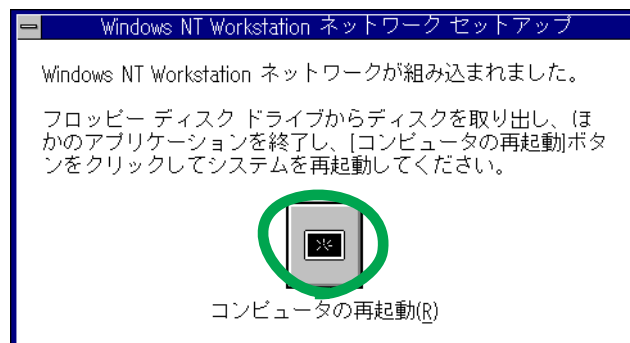 Windows NT Workstation ネットワーク セットアップ
Windows NT Workstation ネットワークが組み込まれました。
フロッピー ディスク ドライブからディスクを取り出し、ほ
かのアプリケーションを終了し、[コンピュータの再起動]ボタ
ンをクリックしてシステムを再起動してください。
コンピュータの再起動(R)